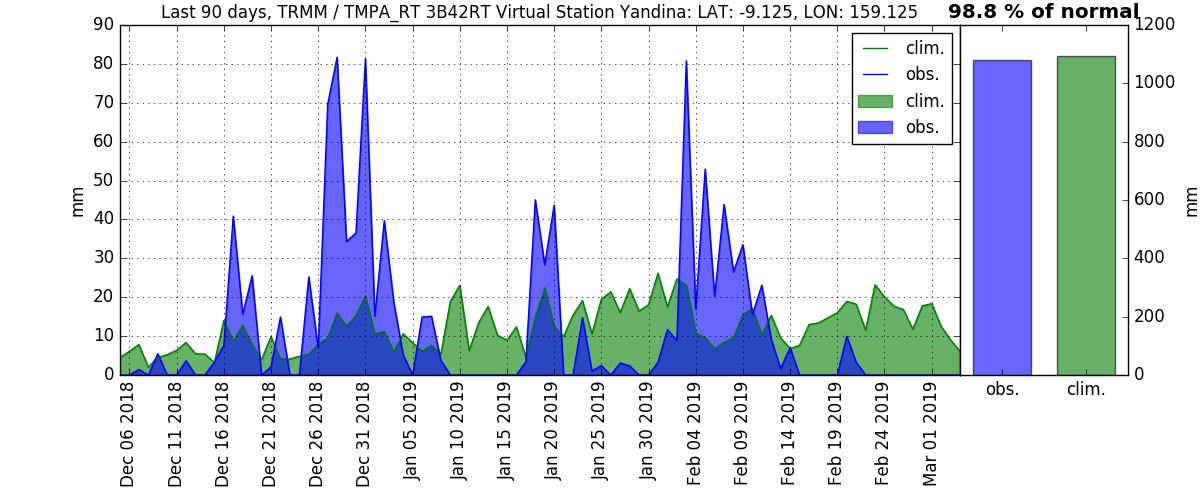 Last 90 days, TRMM / TMPA_RT 3B42RT Virtual Station Yandina: LAT: -9.125, LON: 159.125
98.8 % of normal
90
80
70
60
50
40
30
20
10
0
mm
clim.
obs.
clim.
obs.
Dec 06 2018
Dec 11 2018
Dec 16 2018
Dec 21 2018
Dec 26 2018
Dec 31 2018
Jan 05 2019
Jan 10 2019
Jan 15 2019
Jan 20 2019
Jan 25 2019
Jan 30 2019
Feb 04 2019
Feb 09 2019
Feb 14 2019
Feb 19 2019
Feb 24 2019
Mar 01 2019
1200
1000
800
600
400
200
0
mm
obs.
clim.